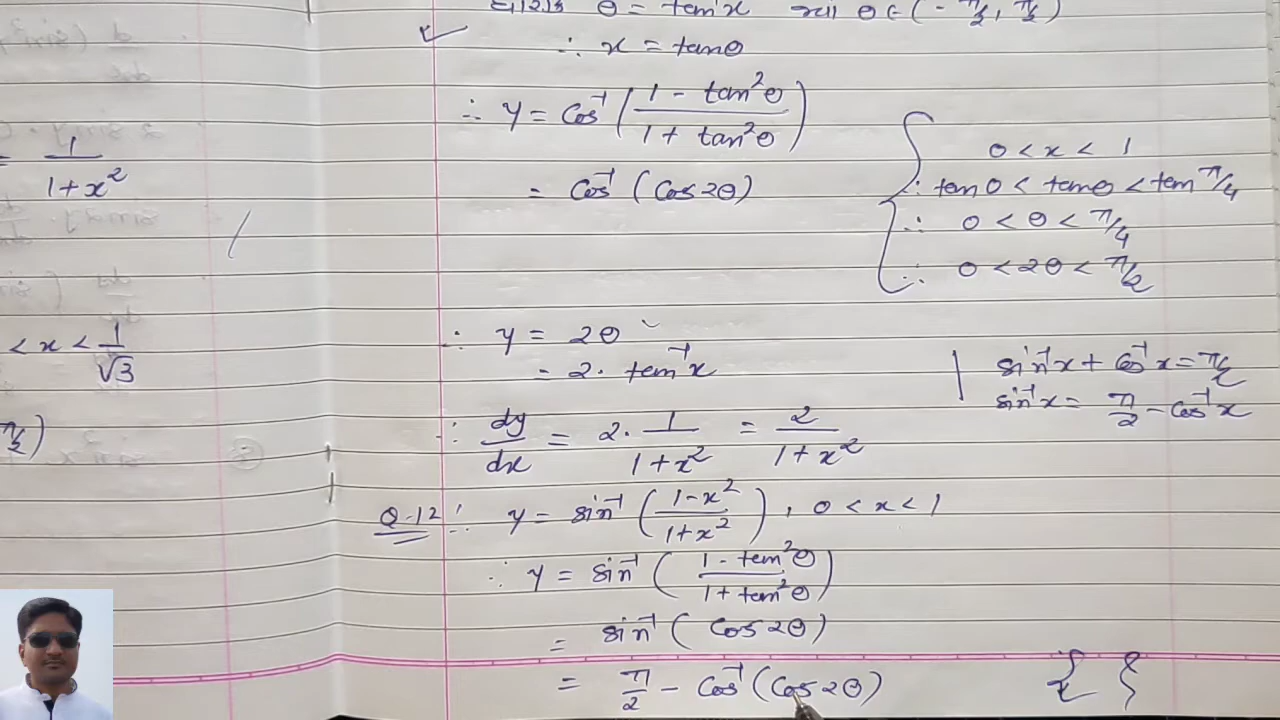 θ = tan⁻¹x θ ∈ (-π/2, π/2)
∴ x = tanθ
∴ y = Cos⁻¹ (1 - tan²θ / 1 + tan²θ)
= Cos⁻¹ (Cos2θ)
0 < x < 1
∴ tan0 < tanθ < tan π/4
∴ 0 < θ < π/4
∴ 0 < 2θ < π/2
∴ y = 2θ
= 2. tan⁻¹x
sin⁻¹x + Cos⁻¹x = π/2
sin⁻¹x = π/2 - Cos⁻¹x
∴ dy/dx = 2. 1/1+x² = 2/1+x²
Q-12 ∴ y = sin⁻¹ (1-x²/1+x²), 0 < x < 1
∴ y = sin⁻¹ (1 - tan²θ / 1 + tan²θ)
= sin⁻¹ (Cos2θ)
= π/2 - Cos⁻¹ (Cos2θ)
= 1/1+x²
< x < 1/√3
π/2)